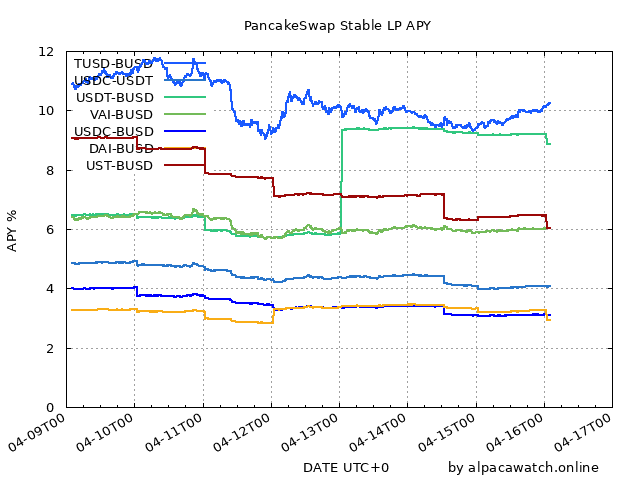 PancakeSwap Stable LP APY
12
10
8
6
4
2
0
APY %
TUSD-BUSD
USDC-USDT
USDT-BUSD
VAI-BUSD
USDC-BUSD
DAI-BUSD
UST-BUSD
04-09T00
04-10T00
04-11T00
04-12T00
04-13T00
04-14T00
04-15T00
04-16T00
04-17T00
DATE UTC+0
by alpacawatch.online